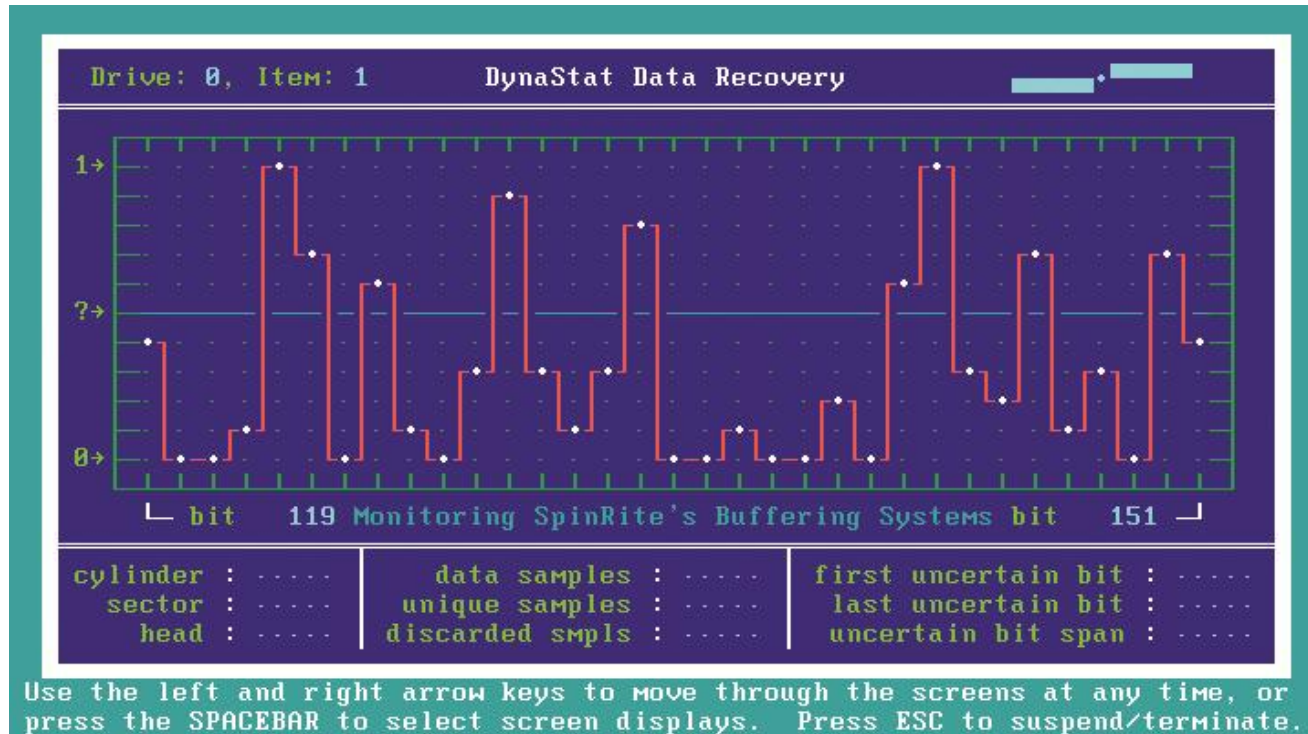 Drive: 0, Item: 1 DynaStat Data Recovery
1→
?→
0→
bit 119 Monitoring SpinRite's Buffering Systems bit 151
cylinder : ····· data samples : ····· first uncertain bit : ·····
sector : ····· unique samples : ····· last uncertain bit : ·····
head : ····· discarded smpls : ····· uncertain bit span : ·····
Use the left and right arrow keys to move through the screens at any time, or
press the SPACEBAR to select screen displays. Press ESC to suspend/terminate.